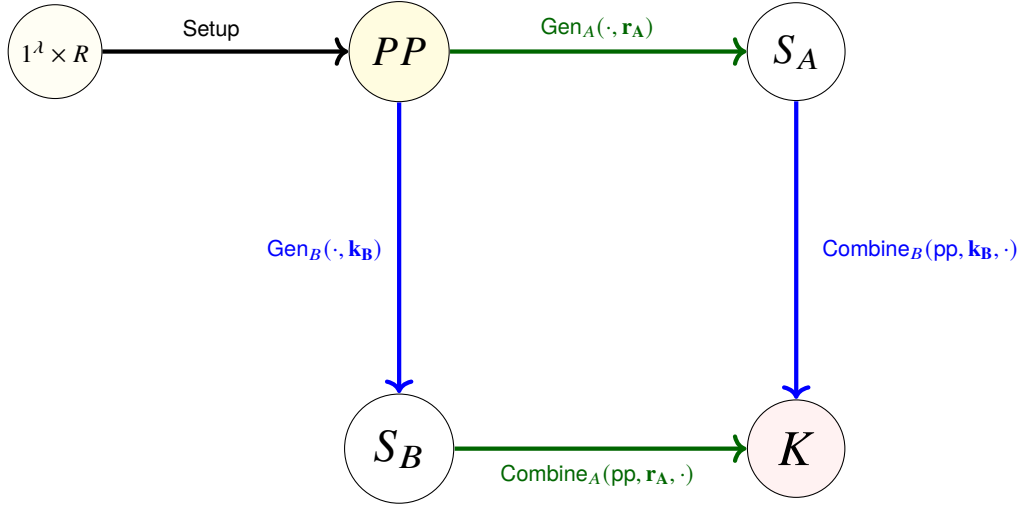 1^λ × R
Setup
PP
Gen_A(·, r_A)
S_A
Gen_B(·, k_B)
Combine_B(pp, k_B, ·)
S_B
Combine_A(pp, r_A, ·)
K